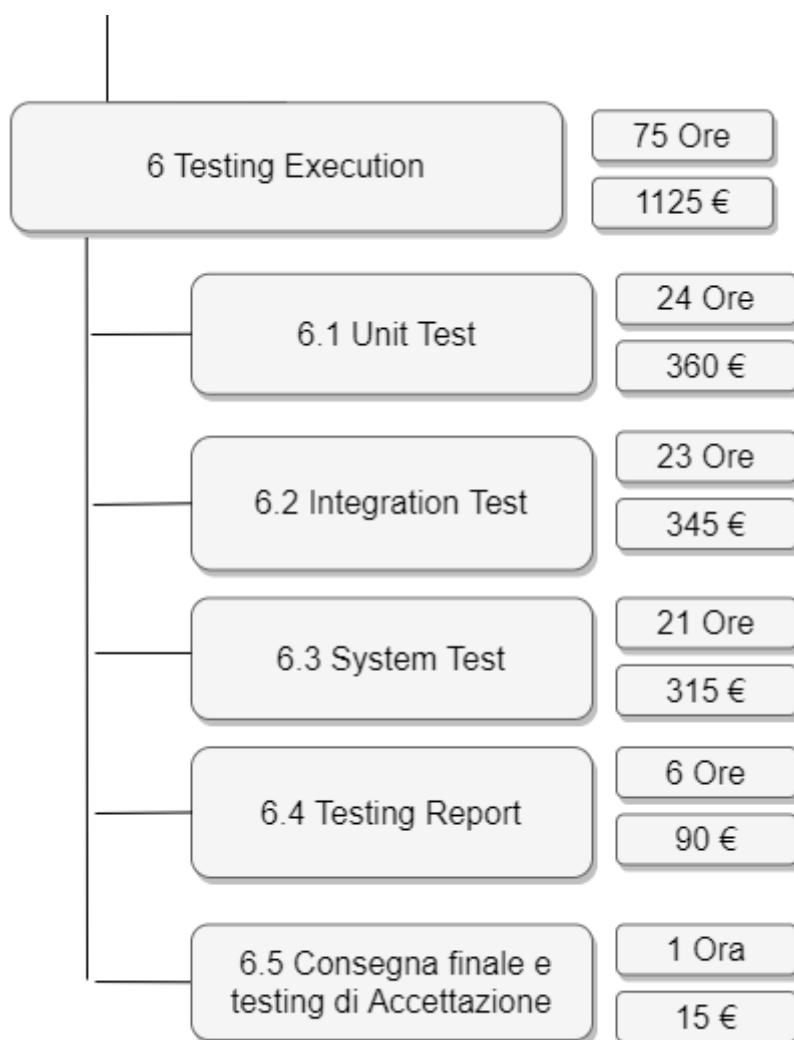 6 Testing Execution
75 Ore
1125 €
6.1 Unit Test
24 Ore
360 €
6.2 Integration Test
23 Ore
345 €
6.3 System Test
21 Ore
315 €
6.4 Testing Report
6 Ore
90 €
6.5 Consegna finale e
testing di Accettazione
1 Ora
15 €